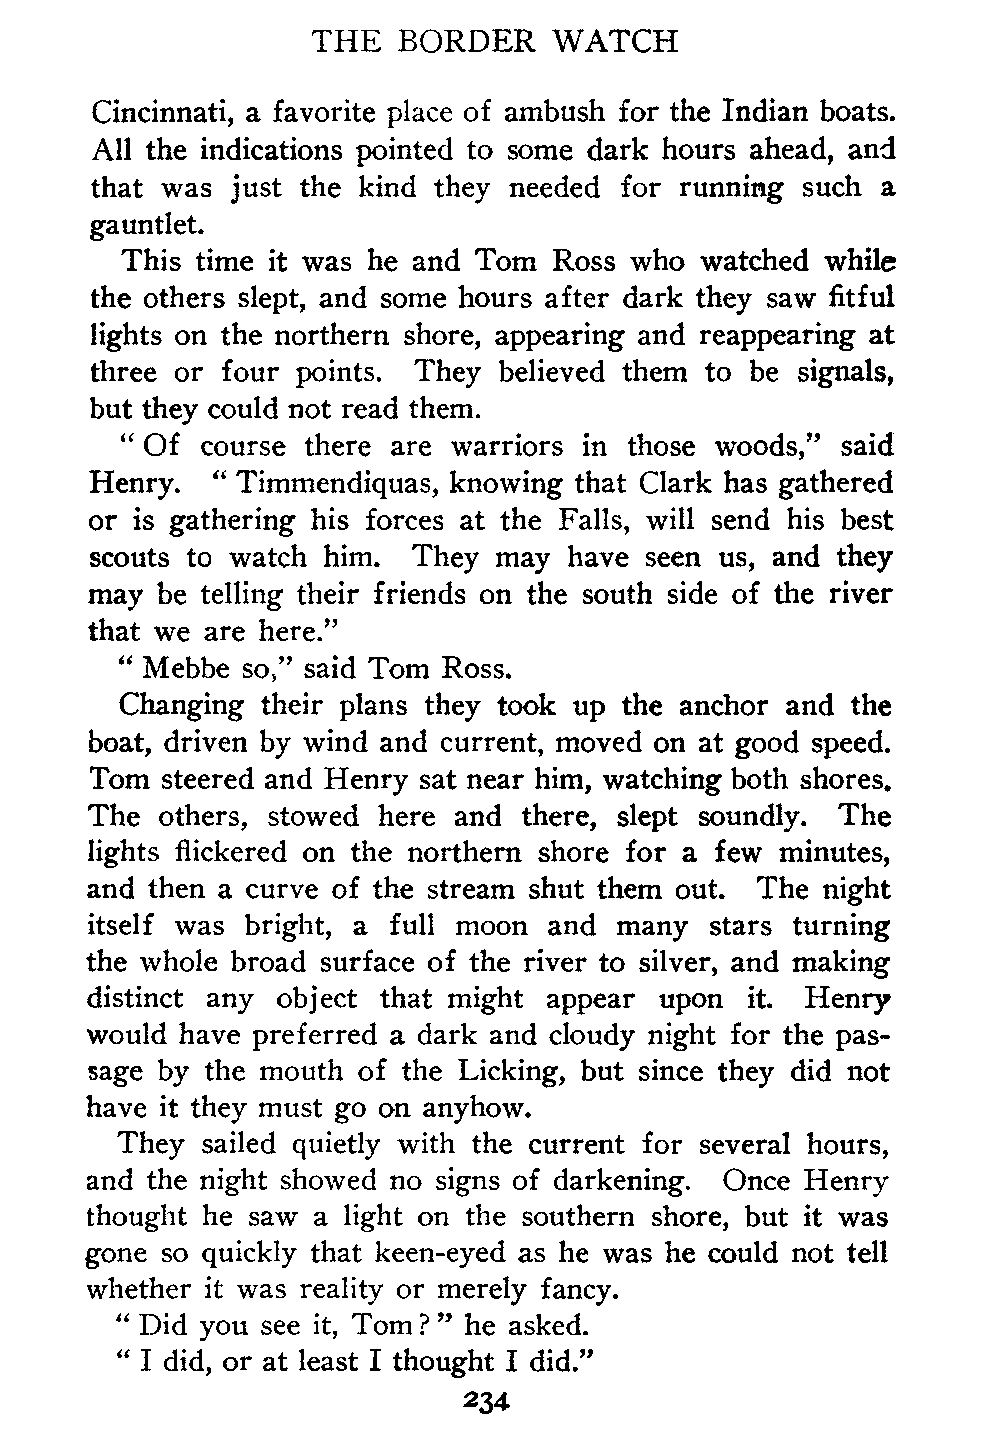 THE BORDER WATCH
Cincinnati, a favorite place of ambush for the Indian boats.
All the indications pointed to some dark hours ahead, and
that was just the kind they needed for running such a
gauntlet.
This time it was he and Tom Ross who watched while
the others slept, and some hours after dark they saw fitful
lights on the northern shore, appearing and reappearing at
three or four points. They believed them to be signals,
but they could not read them.
" Of course there are warriors in those woods," said
Henry. " Timmendiquas, knowing that Clark has gathered
or is gathering his forces at the Falls, will send his best
scouts to watch him. They may have seen us, and they
may be telling their friends on the south side of the river
that we are here."
" Mebbe so," said Tom Ross.
Changing their plans they took up the anchor and the
boat, driven by wind and current, moved on at good speed.
Tom steered and Henry sat near him, watching both shores.
The others, stowed here and there, slept soundly. The
lights flickered on the northern shore for a few minutes,
and then a curve of the stream shut them out. The night
itself was bright, a full moon and many stars turning
the whole broad surface of the river to silver, and making
distinct any object that might appear upon it. Henry
would have preferred a dark and cloudy night for the pas-
sage by the mouth of the Licking, but since they did not
have it they must go on anyhow.
They sailed quietly with the current for several hours,
and the night showed no signs of darkening. Once Henry
thought he saw a light on the southern shore, but it was
gone so quickly that keen-eyed as he was he could not tell
whether it was reality or merely fancy.
" Did you see it, Tom? " he asked.
" I did, or at least I thought I did."
234